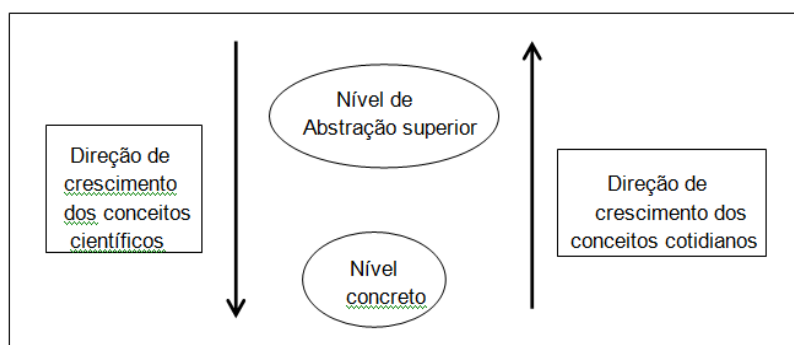 Nível de
Abstração superior
Direção de
crescimento
dos conceitos
científicos
Direção de
crescimento dos
conceitos cotidianos
Nível
concreto